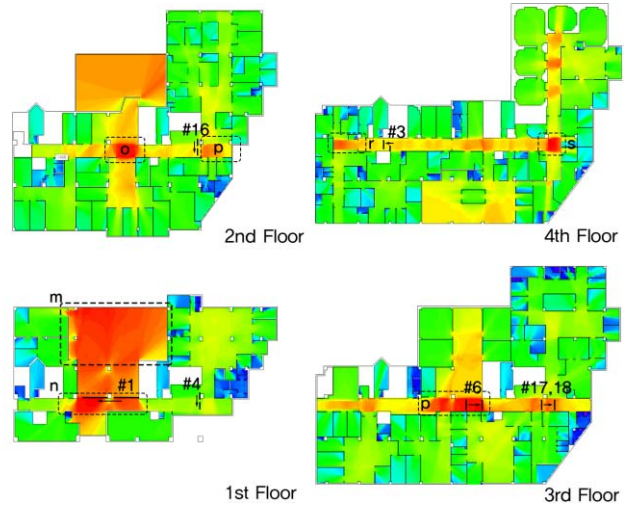 #16
o
p
2nd Floor
#3
r
s
4th Floor
m
n
#1
#4
1st Floor
#6
#17,18
p
3rd Floor